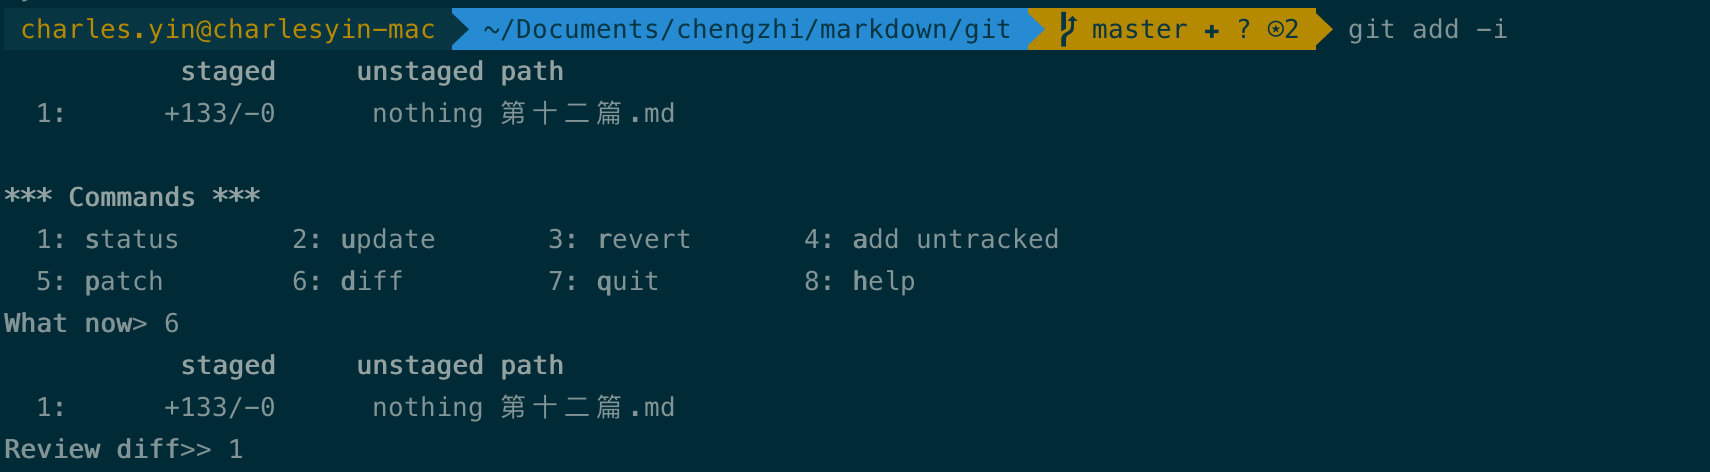 charles.yin@charlesyin-mac ~/Documents/chengzhi/markdown/git master + ? ⍟2 git add -i
staged unstaged path
1: +133/-0 nothing 第十二篇.md
*** Commands ***
1: status 2: update 3: revert 4: add untracked
5: patch 6: diff 7: quit 8: help
What now> 6
staged unstaged path
1: +133/-0 nothing 第十二篇.md
Review diff>> 1